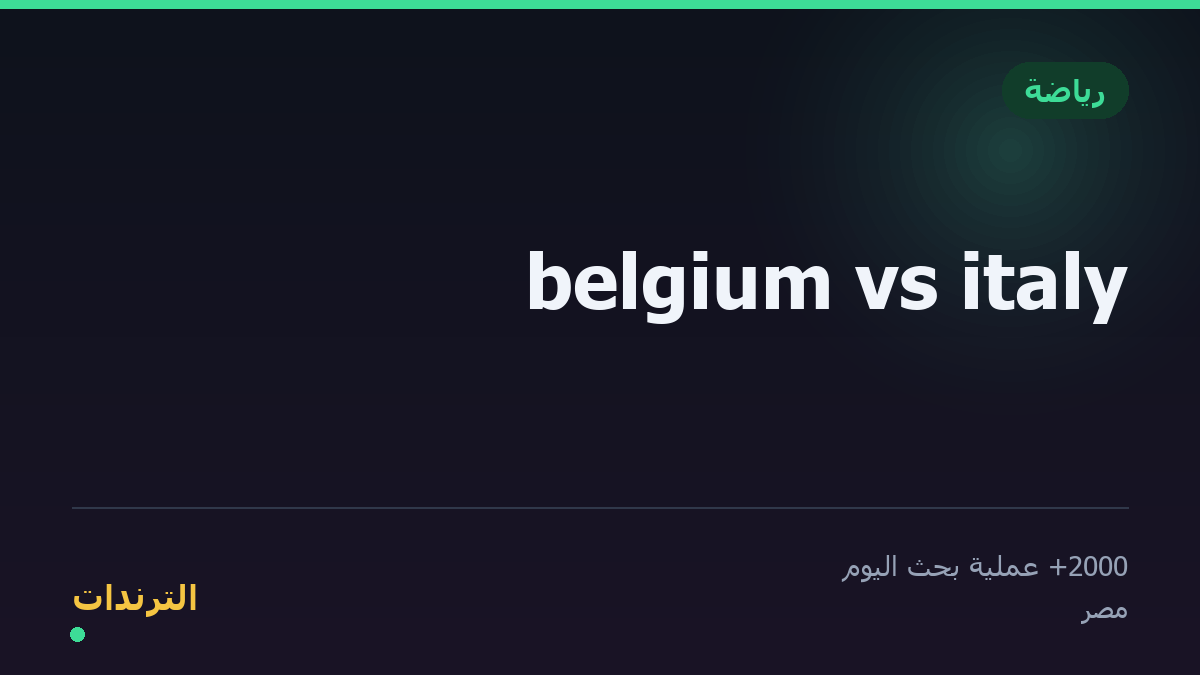 رياضة
belgium vs italy
2000+ عملية بحث اليوم
مصر
الترندات